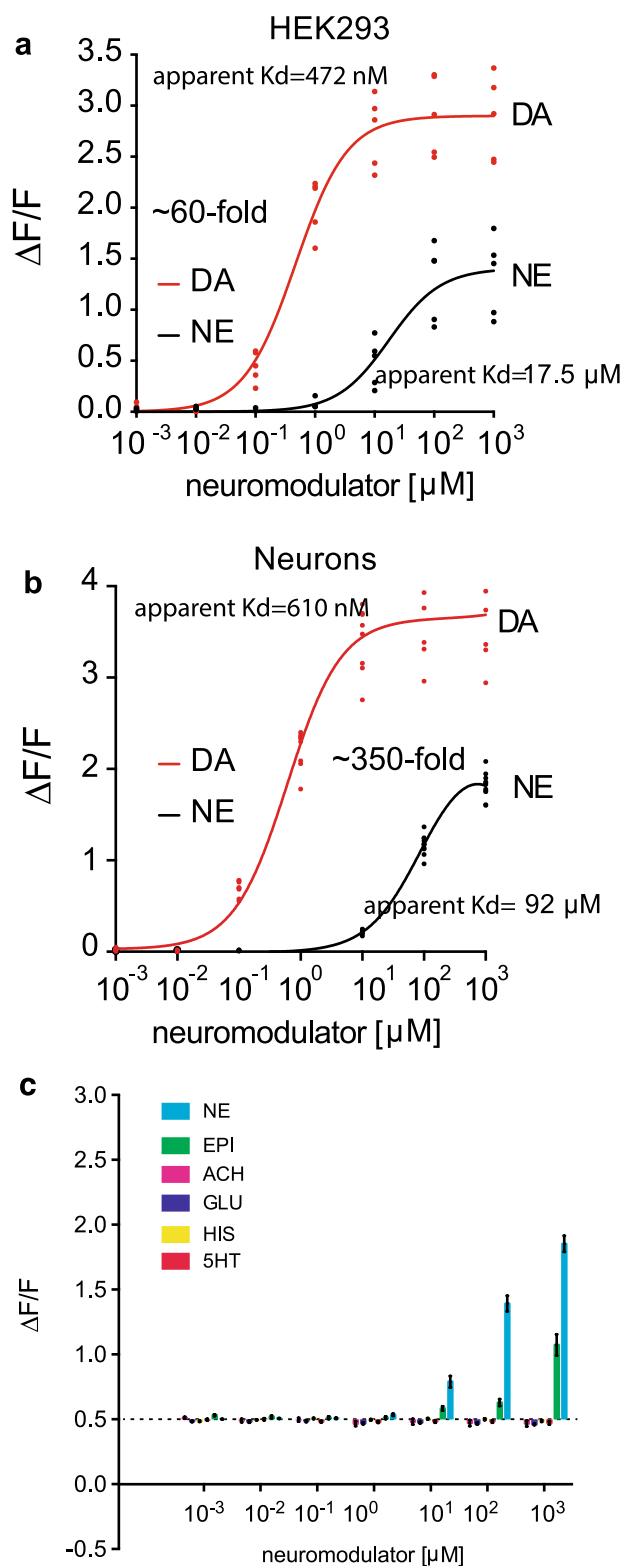 a
HEK293
3.5
3.0
2.5
2.0
1.5
1.0
0.5
0.0
ΔF/F
apparent Kd=472 nM
DA
~60-fold
DA
NE
NE
apparent Kd=17.5 µM
10⁻³ 10⁻² 10⁻¹ 10⁰ 10¹ 10² 10³
neuromodulator [µM]
b
Neurons
4
3
2
1
0
ΔF/F
apparent Kd=610 nM
DA
DA
NE
~350-fold
NE
apparent Kd= 92 µM
10⁻³ 10⁻² 10⁻¹ 10⁰ 10¹ 10² 10³
neuromodulator [µM]
c
3.0
2.5
2.0
1.5
1.0
0.5
0.0
-0.5
ΔF/F
NE
EPI
ACH
GLU
HIS
5HT
10⁻³ 10⁻² 10⁻¹ 10⁰ 10¹ 10² 10³
neuromodulator [µM]